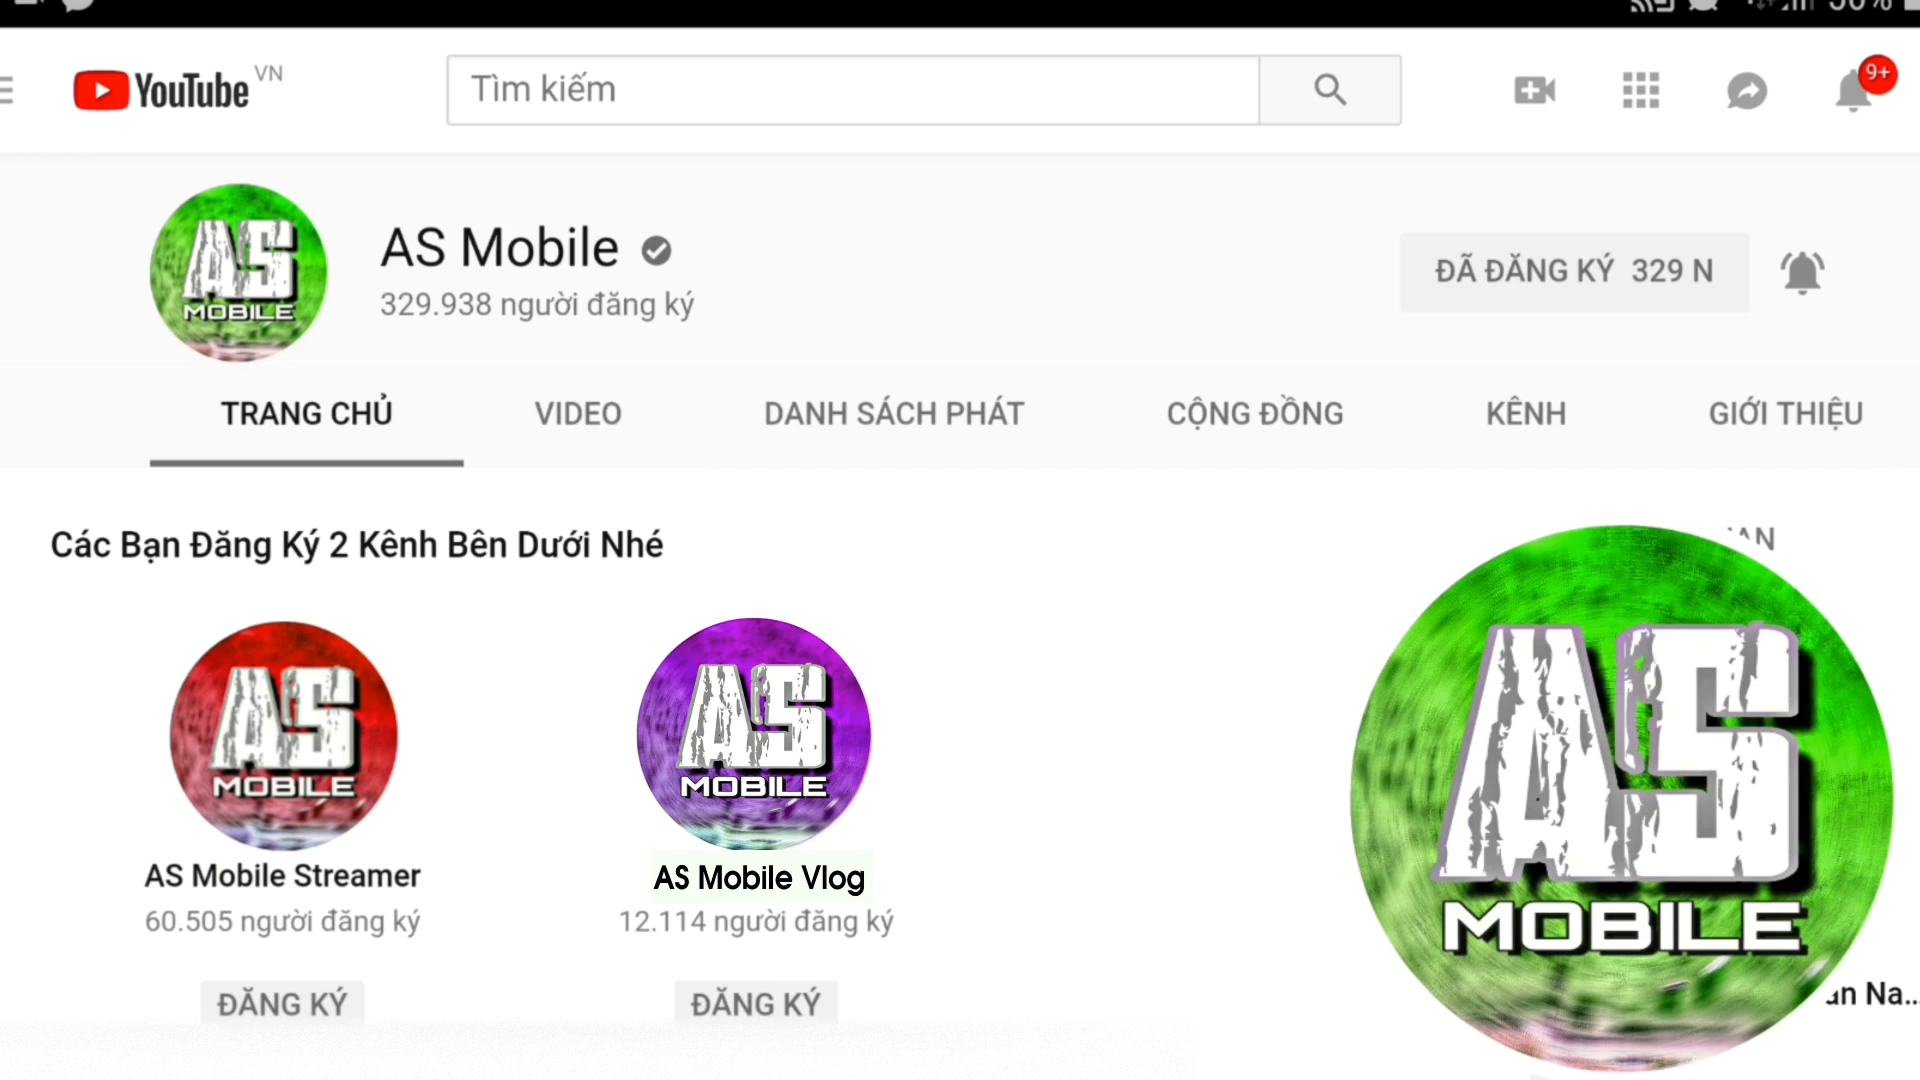 YouTube VN
Tìm kiếm
9+
AS
MOBILE
AS Mobile
329.938 người đăng ký
ĐÃ ĐĂNG KÝ 329 N
TRANG CHỦ
VIDEO
DANH SÁCH PHÁT
CỘNG ĐỒNG
KÊNH
GIỚI THIỆU
Các Bạn Đăng Ký 2 Kênh Bên Dưới Nhé
AS
MOBILE
AS Mobile Streamer
60.505 người đăng ký
ĐĂNG KÝ
AS
MOBILE
AS Mobile Vlog
12.114 người đăng ký
ĐĂNG KÝ
AS
MOBILE